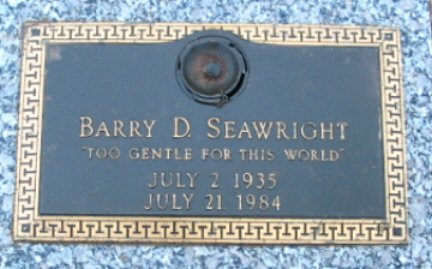 BARRY D. SEAWRIGHT
"TOO GENTLE FOR THIS WORLD"
JULY 2, 1935
JULY 21, 1984